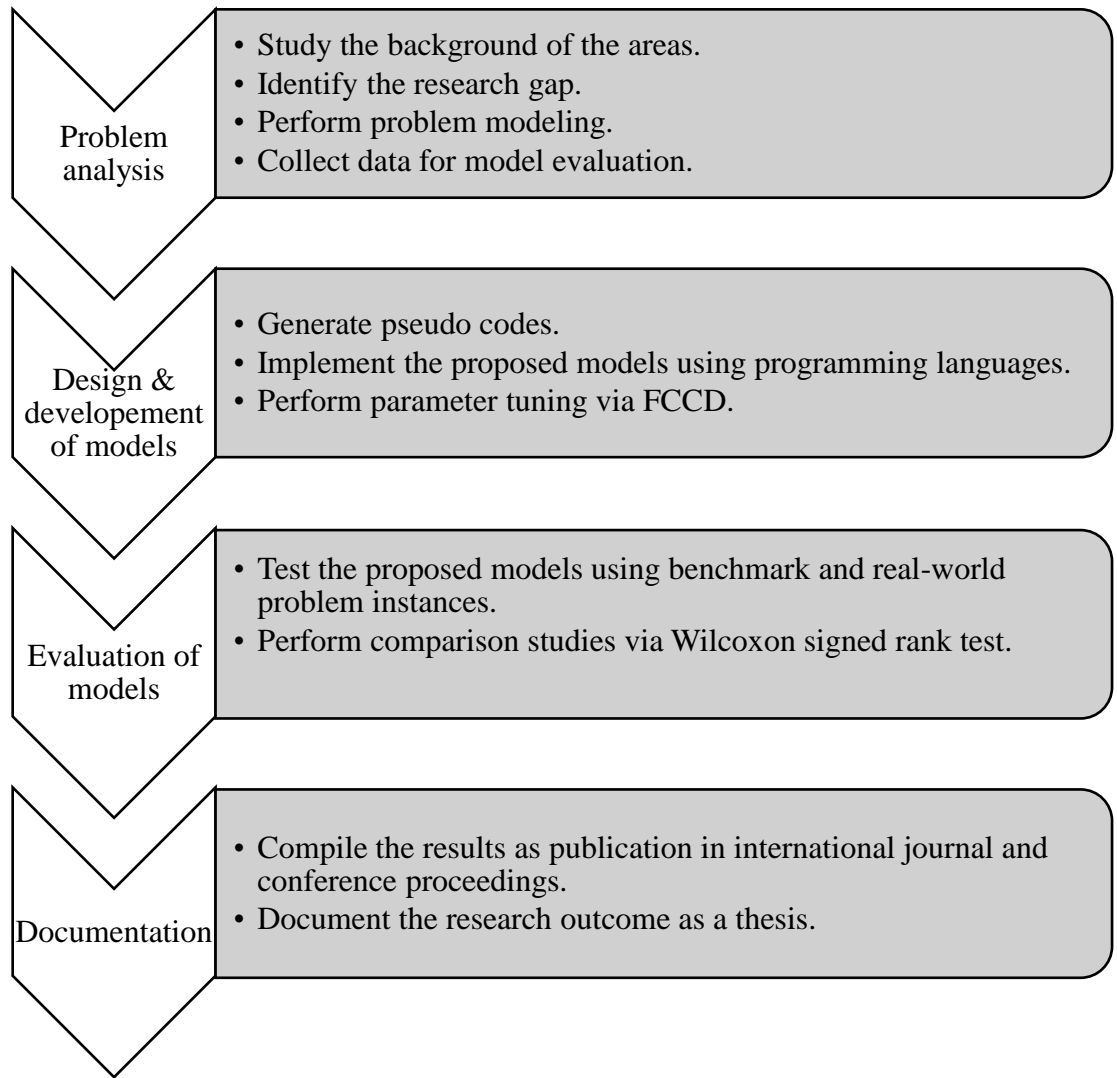 Problem
analysis
• Study the background of the areas.
• Identify the research gap.
• Perform problem modeling.
• Collect data for model evaluation.
Design &
developement
of models
• Generate pseudo codes.
• Implement the proposed models using programming languages.
• Perform parameter tuning via FCCD.
Evaluation of
models
• Test the proposed models using benchmark and real-world
problem instances.
• Perform comparison studies via Wilcoxon signed rank test.
Documentation
• Compile the results as publication in international journal and
conference proceedings.
• Document the research outcome as a thesis.